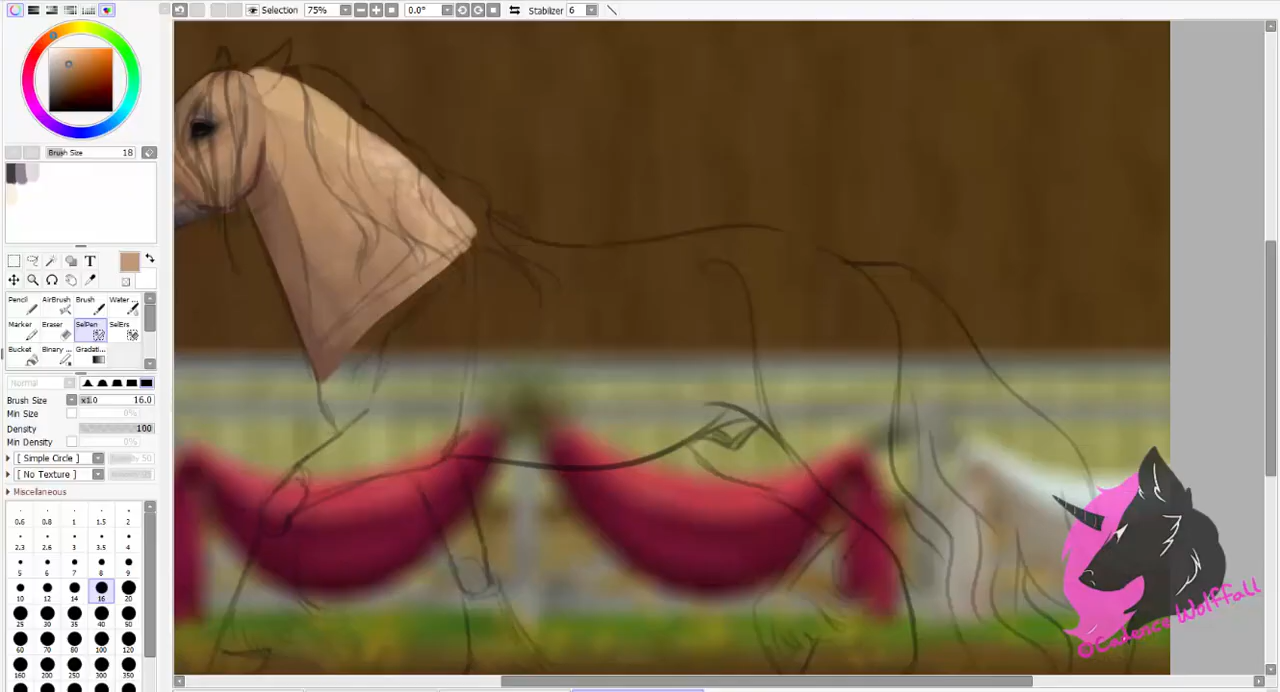 Selection
75%
0.0°
Stabilizer 6
Brush Size 18
T
Pencil AirBrush Brush Water ...
Marker Eraser SelPen SelErs
Bucket Binary ... Gradati...
Normal
Brush Size x1.0 16.0
Min Size 0%
Density 100
Min Density 0%
[ Simple Circle ] 50
[ No Texture ]
Miscellaneous
0.6 0.8 1 1.5 2
2.3 2.6 3 3.5 4
5 6 7 8 9
10 12 14 16 20
25 30 35 40 50
60 70 80 100 120
160 200 250 300 350
©Cadence Wolffall